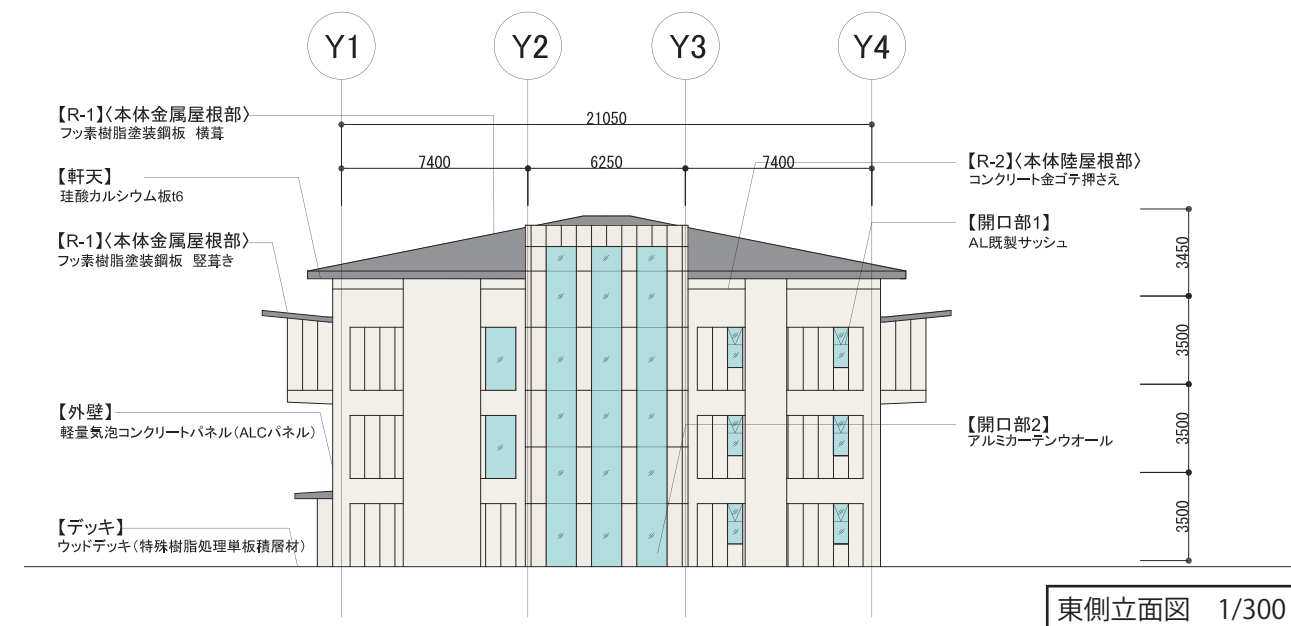 Y1
Y2
Y3
Y4
21050
7400
6250
7400
【R-1】〈本体金属屋根部〉
フッ素樹脂塗装鋼板 横葺
【軒天】
珪酸カルシウム板t6
【R-1】〈本体金属屋根部〉
フッ素樹脂塗装鋼板 竪葺き
【外壁】
軽量気泡コンクリートパネル（ALCパネル）
【デッキ】
ウッドデッキ（特殊樹脂処理単板積層材）
【R-2】〈本体陸屋根部〉
コンクリート金ゴテ押さえ
【開口部1】
AL既製サッシュ
【開口部2】
アルミカーテンウオール
3450
3500
3500
3500
東側立面図 1/300